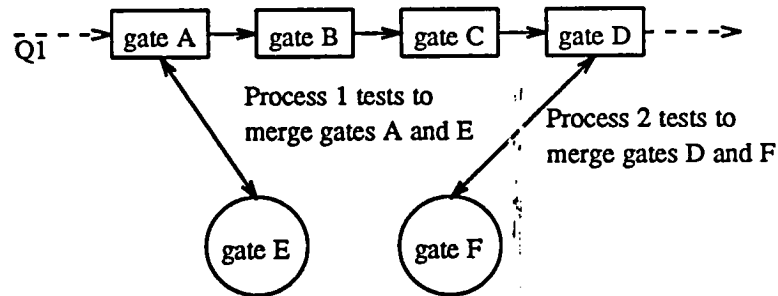 Q1
gate A
gate B
gate C
gate D
Process 1 tests to
merge gates A and E
Process 2 tests to
merge gates D and F
gate E
gate F